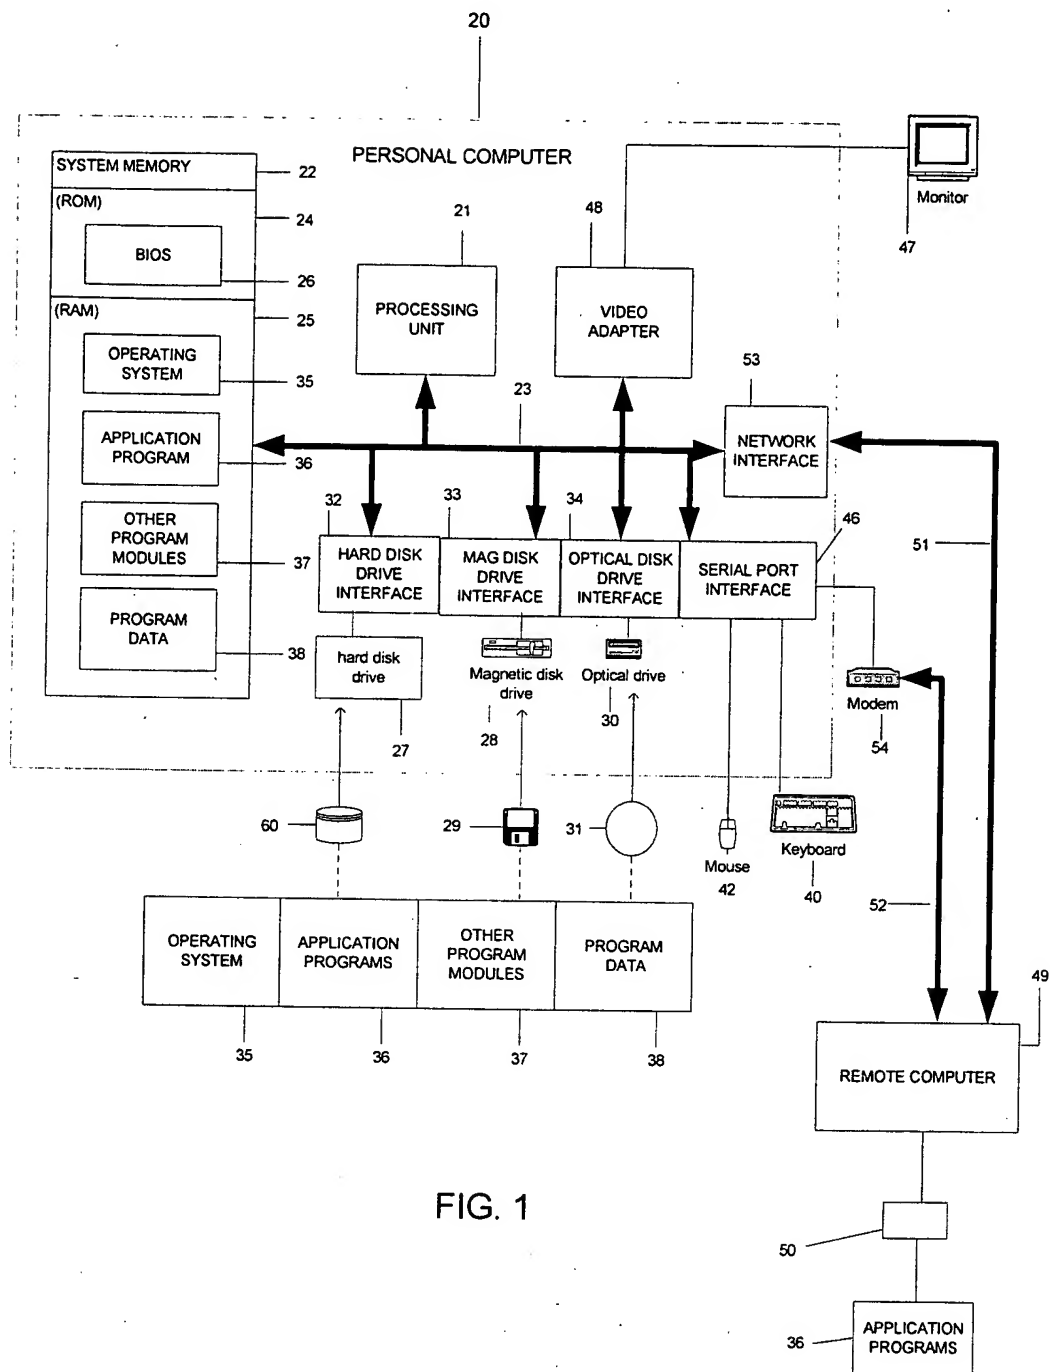 20
PERSONAL COMPUTER
SYSTEM MEMORY
22
(ROM)
24
BIOS
26
(RAM)
25
OPERATING
SYSTEM
35
APPLICATION
PROGRAM
36
OTHER
PROGRAM
MODULES
37
PROGRAM
DATA
38
21
PROCESSING
UNIT
48
VIDEO
ADAPTER
Monitor
47
23
53
NETWORK
INTERFACE
32
HARD DISK
DRIVE
INTERFACE
33
MAG DISK
DRIVE
INTERFACE
34
OPTICAL DISK
DRIVE
INTERFACE
46
SERIAL PORT
INTERFACE
51
hard disk
drive
27
Magnetic disk
drive
28
Optical drive
30
Modem
54
60
29
31
Mouse
42
Keyboard
40
52
OPERATING
SYSTEM
APPLICATION
PROGRAMS
OTHER
PROGRAM
MODULES
PROGRAM
DATA
35
36
37
38
49
REMOTE COMPUTER
FIG. 1
50
36
APPLICATION
PROGRAMS